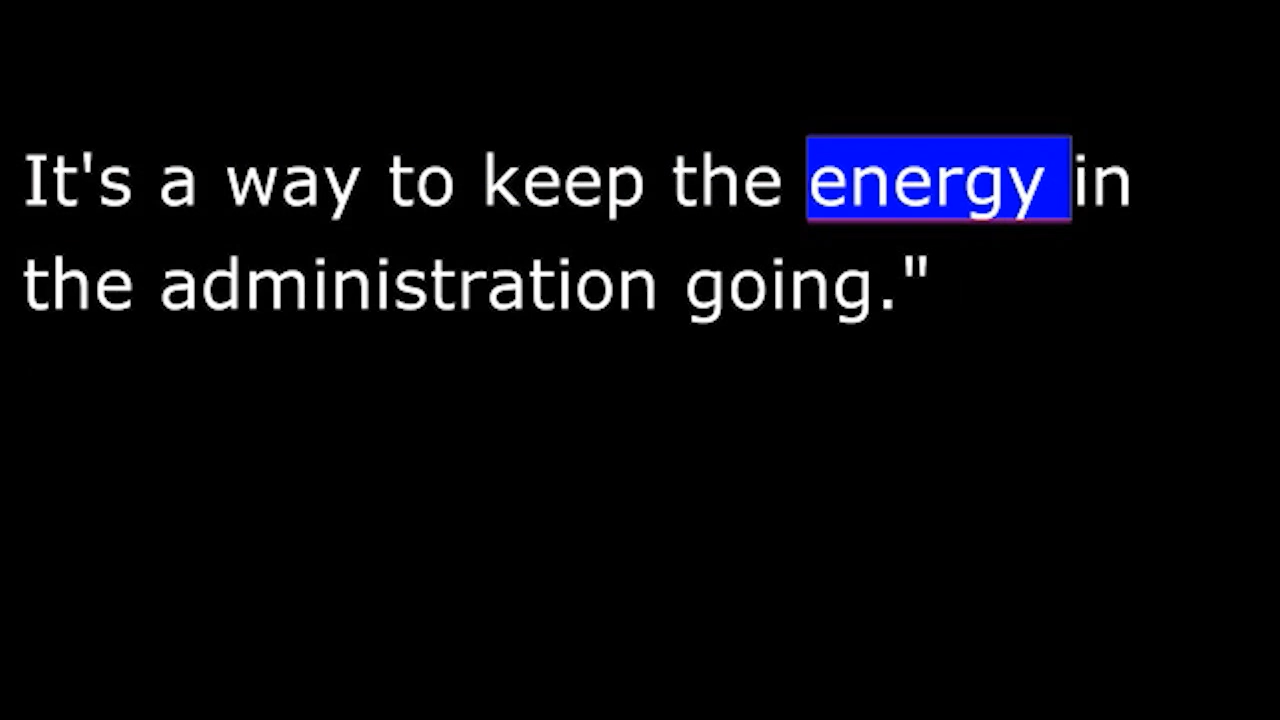 It's a way to keep the energy in
the administration going."